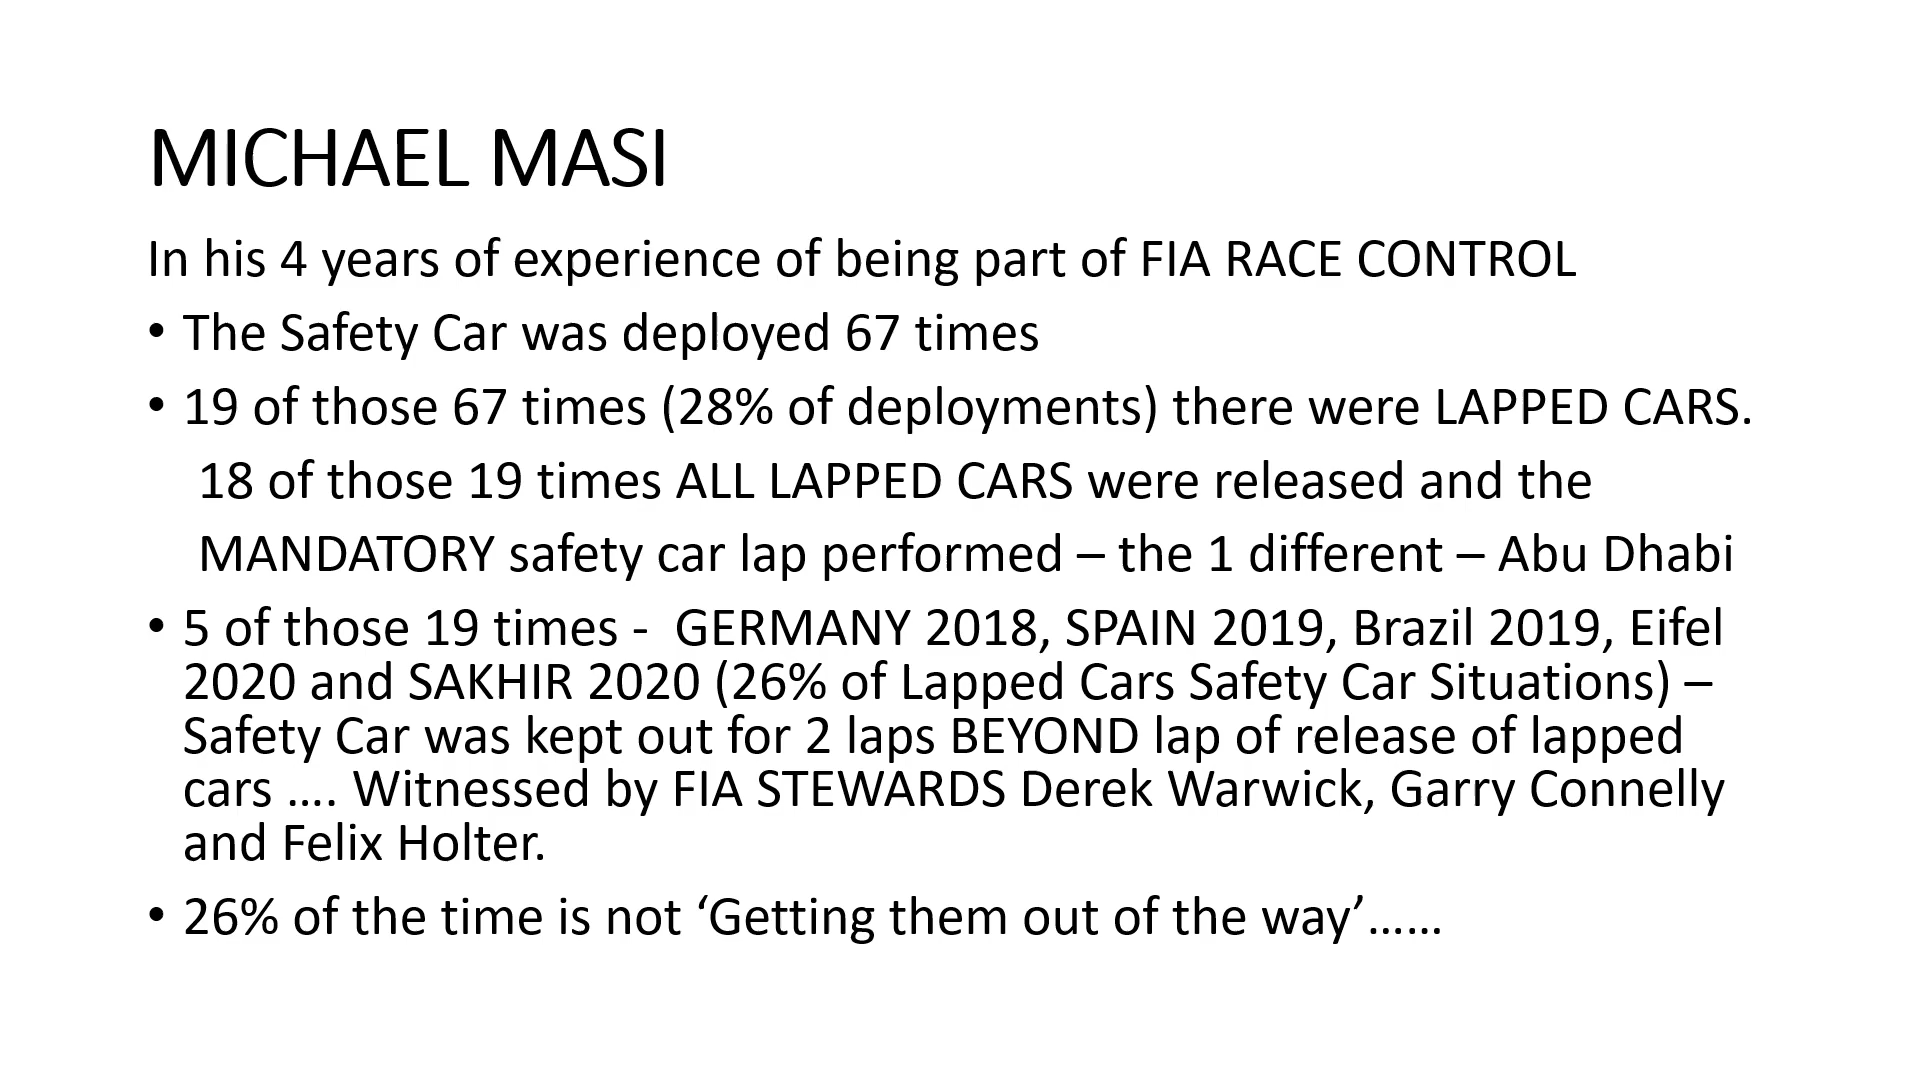 MICHAEL MASI
In his 4 years of experience of being part of FIA RACE CONTROL
• The Safety Car was deployed 67 times
• 19 of those 67 times (28% of deployments) there were LAPPED CARS.
18 of those 19 times ALL LAPPED CARS were released and the
MANDATORY safety car lap performed – the 1 different – Abu Dhabi
• 5 of those 19 times -  GERMANY 2018, SPAIN 2019, Brazil 2019, Eifel
2020 and SAKHIR 2020 (26% of Lapped Cars Safety Car Situations) –
Safety Car was kept out for 2 laps BEYOND lap of release of lapped
cars …. Witnessed by FIA STEWARDS Derek Warwick, Garry Connelly
and Felix Holter.
• 26% of the time is not ‘Getting them out of the way’……